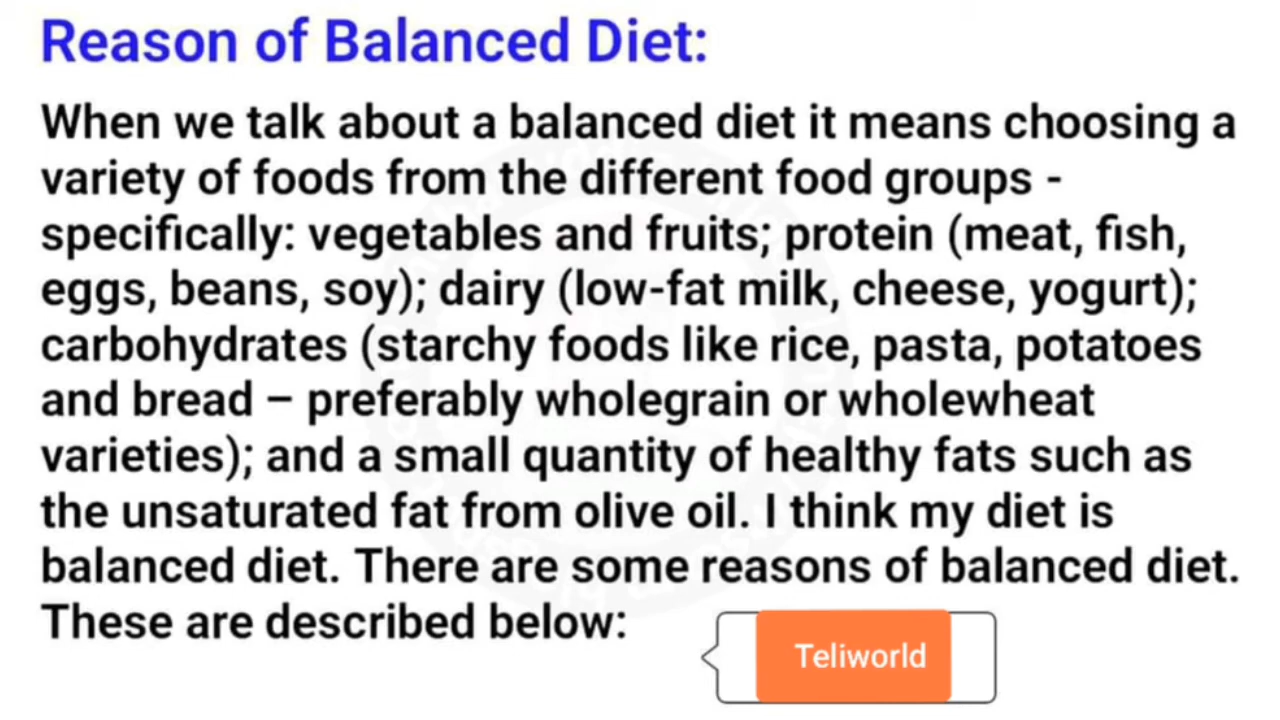 Reason of Balanced Diet:
When we talk about a balanced diet it means choosing a
variety of foods from the different food groups -
specifically: vegetables and fruits; protein (meat, fish,
eggs, beans, soy); dairy (low-fat milk, cheese, yogurt);
carbohydrates (starchy foods like rice, pasta, potatoes
and bread – preferably wholegrain or wholewheat
varieties); and a small quantity of healthy fats such as
the unsaturated fat from olive oil. I think my diet is
balanced diet. There are some reasons of balanced diet.
These are described below:
Teliworld